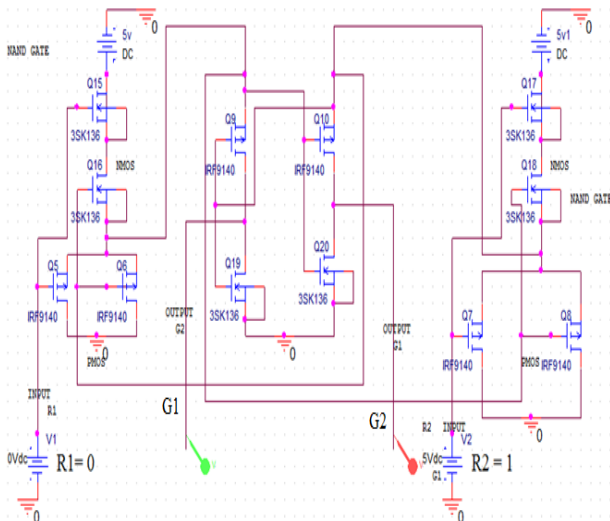 5v
DC
0
NAND GATE
Q15
3SK136
Q16
NMOS
3SK136
Q5
Q6
IRF9140
IRF9140
0
PMOS
INPUT
R1
V1
0Vdc
R1= 0
0
Q9
IRF9140
Q10
IRF9140
Q19
3SK136
Q20
3SK136
0
OUTPUT
G2
OUTPUT
G1
G1
G2
5v1
DC
0
Q17
3SK136
Q18
NMOS
3SK136
NAND GATE
Q7
IRF9140
Q8
PMOS
IRF9140
0
R2 INPUT
V2
5Vdc
G1
R2 = 1
0